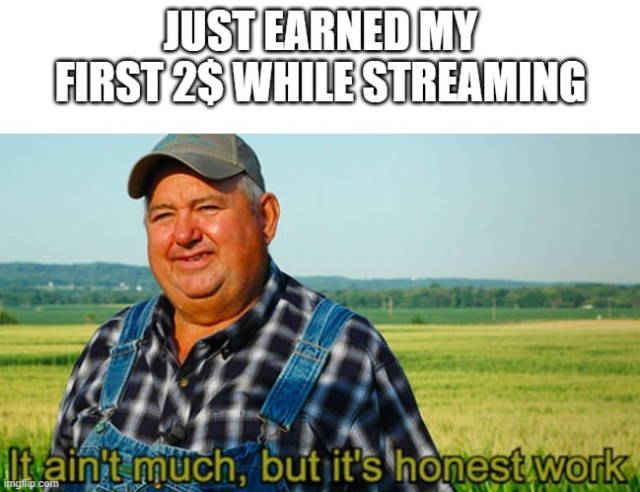 JUST EARNED MY
FIRST 2$ WHILE STREAMING
It ain't much, but it's honest work
imgflip.com